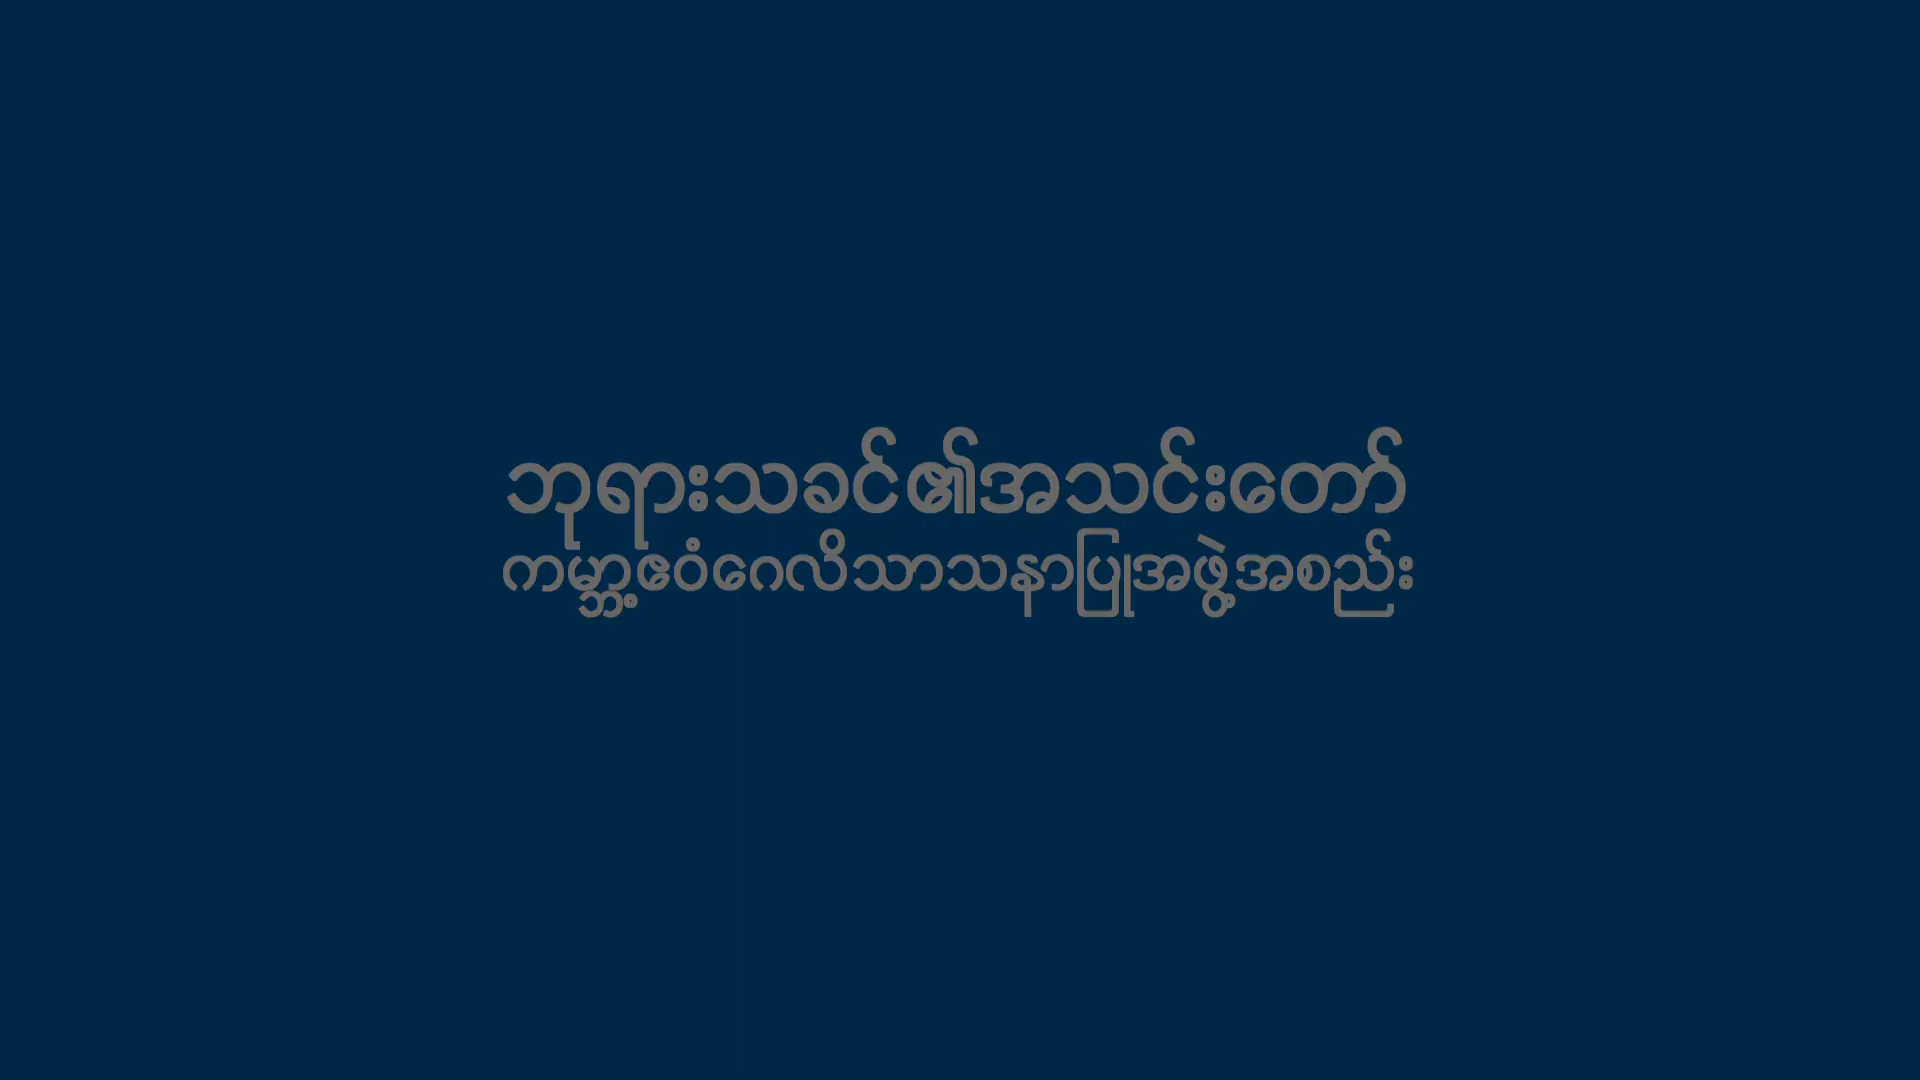 ဘုရားသခင်၏အသင်းတော်
ကမ္ဘာ့ဧဝံဂေလိသာသနာပြုအဖွဲ့အစည်း